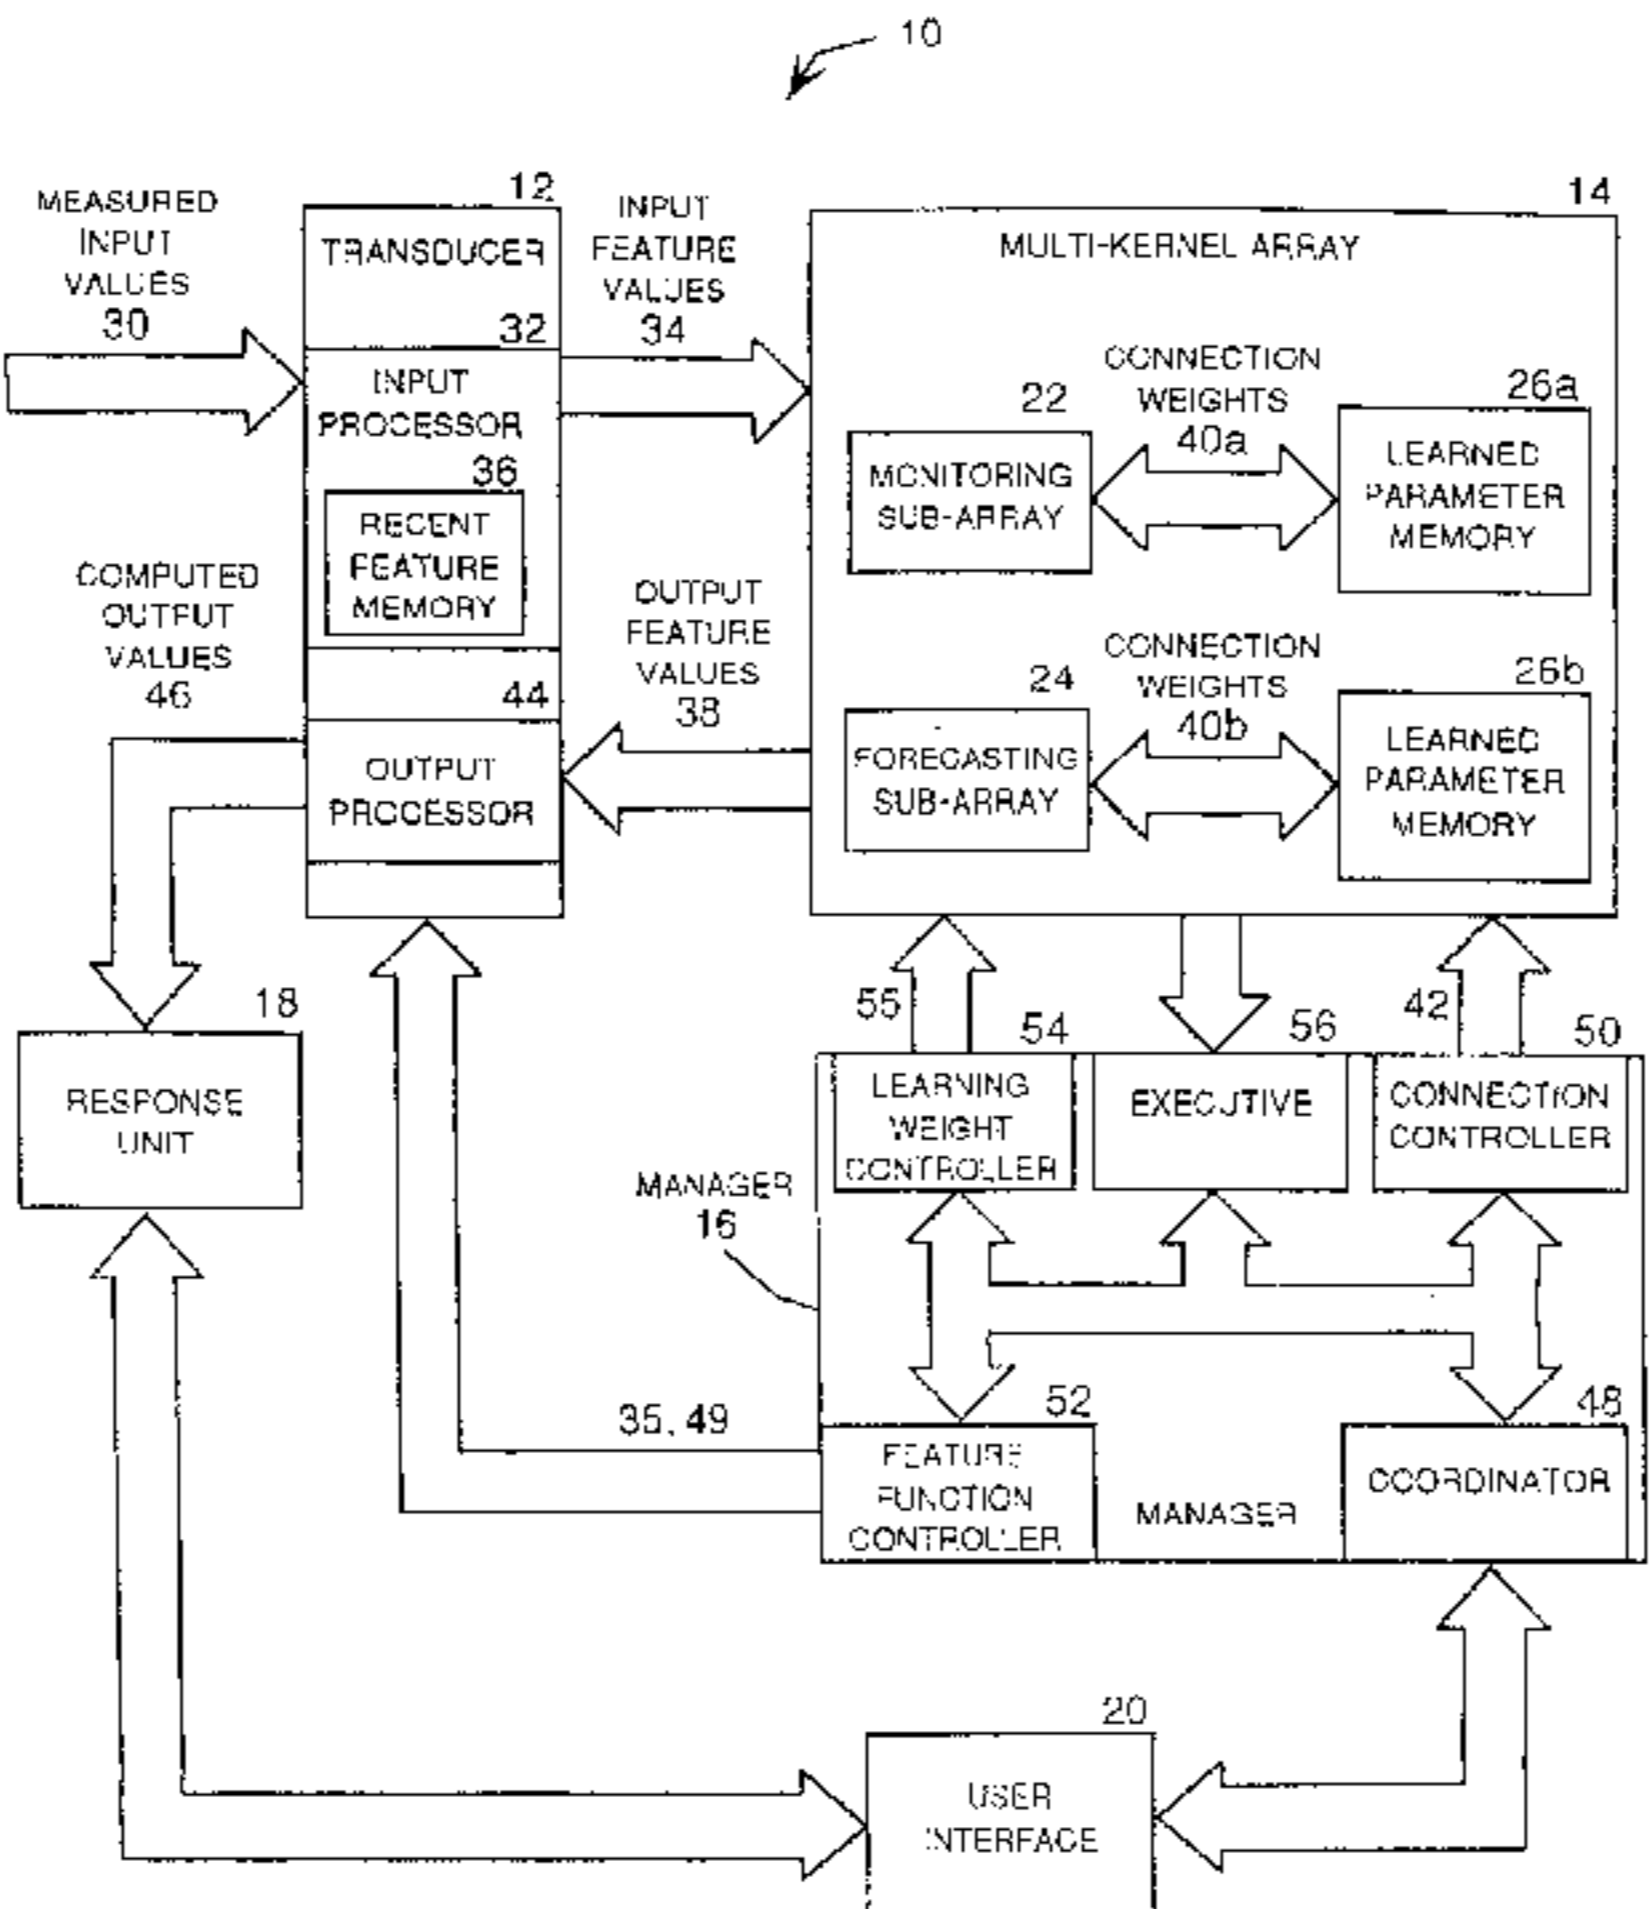 10
MEASURED
INPUT
VALUES
30
12
TRANSDUCER
32
INPUT
PROCESSOR
36
RECENT
FEATURE
MEMORY
44
OUTPUT
PROCESSOR
INPUT
FEATURE
VALUES
34
OUTPUT
FEATURE
VALUES
38
COMPUTED
OUTPUT
VALUES
46
14
MULTI-KERNEL ARRAY
22
MONITORING
SUB-ARRAY
CONNECTION
WEIGHTS
40a
26a
LEARNED
PARAMETER
MEMORY
24
FORECASTING
SUB-ARRAY
CONNECTION
WEIGHTS
40b
26b
LEARNED
PARAMETER
MEMORY
18
RESPONSE
UNIT
55
54
LEARNING
WEIGHT
CONTROLLER
56
EXECUTIVE
42
50
CONNECTION
CONTROLLER
MANAGER
16
35, 49
52
FEATURE
FUNCTION
CONTROLLER
MANAGER
48
COORDINATOR
20
USER
INTERFACE